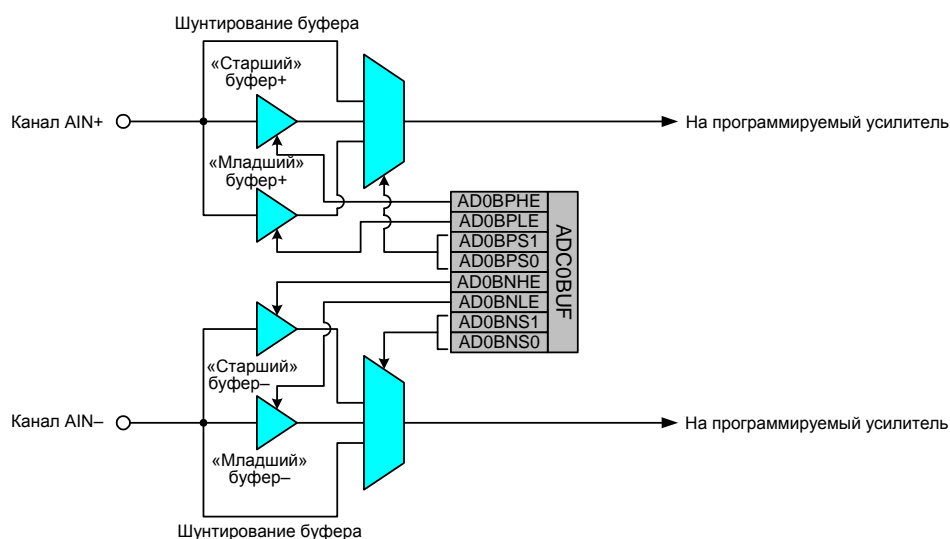 Шунтирование буфера
«Старший»
буфер+
Канал AIN+
На программируемый усилитель
«Младший»
буфер+
AD0BPHE
AD0BPLE
AD0BPS1
AD0BPS0
AD0BNHE
AD0BNLE
AD0BNS1
AD0BNS0
ADC0BUF
«Старший»
буфер–
Канал AIN–
На программируемый усилитель
«Младший»
буфер–
Шунтирование буфера